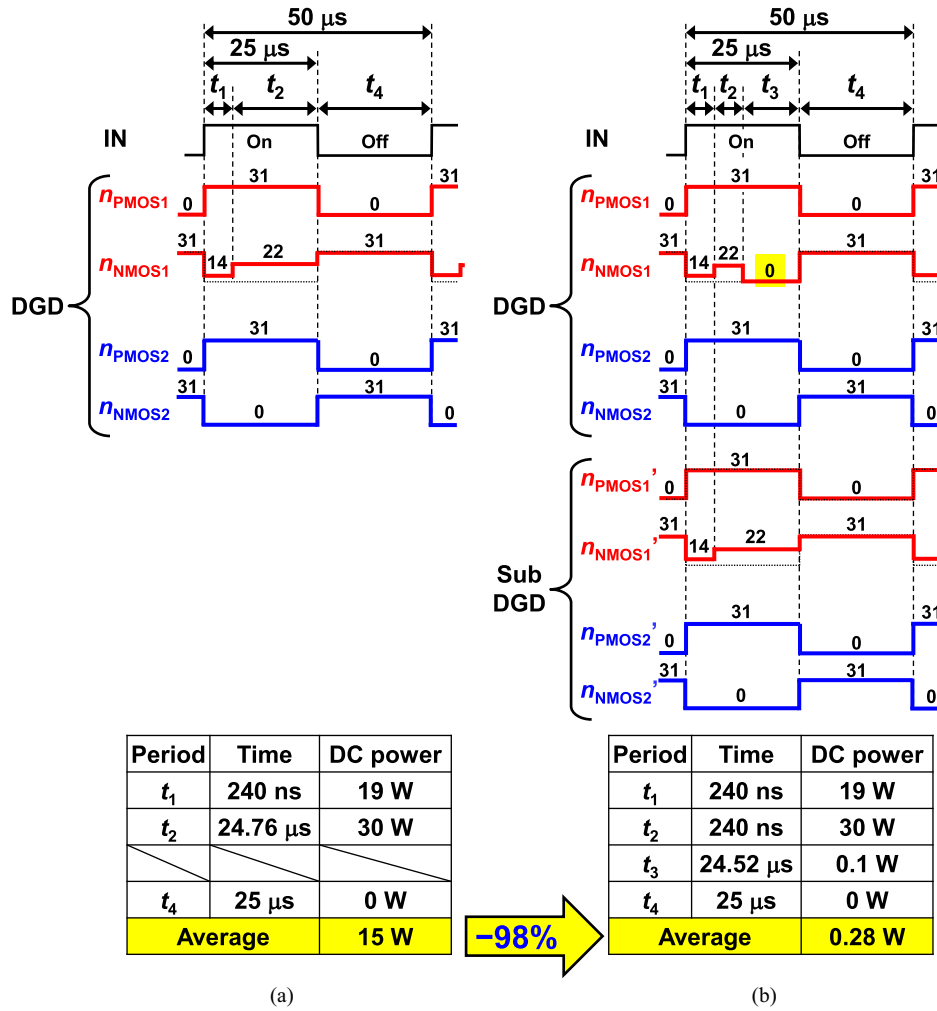 50 μs
25 μs
t1 t2 t4
IN On Off
31 31
nPMOS1 0 0
31 22 31
nNMOS1 14
DGD
31 31
nPMOS2 0 0
31 31
nNMOS2 0 0
Period Time DC power
t1 240 ns 19 W
t2 24.76 μs 30 W
t4 25 μs 0 W
Average 15 W
(a)
−98%
50 μs
25 μs
t1 t2 t3 t4
IN On Off
31 31
nPMOS1 0 0
31 22 31
nNMOS1 14 0
DGD
31 31
nPMOS2 0 0
31 31
nNMOS2 0 0
31
nPMOS1' 0 0
31 22 31
nNMOS1' 14
Sub
DGD
31 31
nPMOS2' 0 0
31 31
nNMOS2' 0 0
Period Time DC power
t1 240 ns 19 W
t2 240 ns 30 W
t3 24.52 μs 0.1 W
t4 25 μs 0 W
Average 0.28 W
(b)